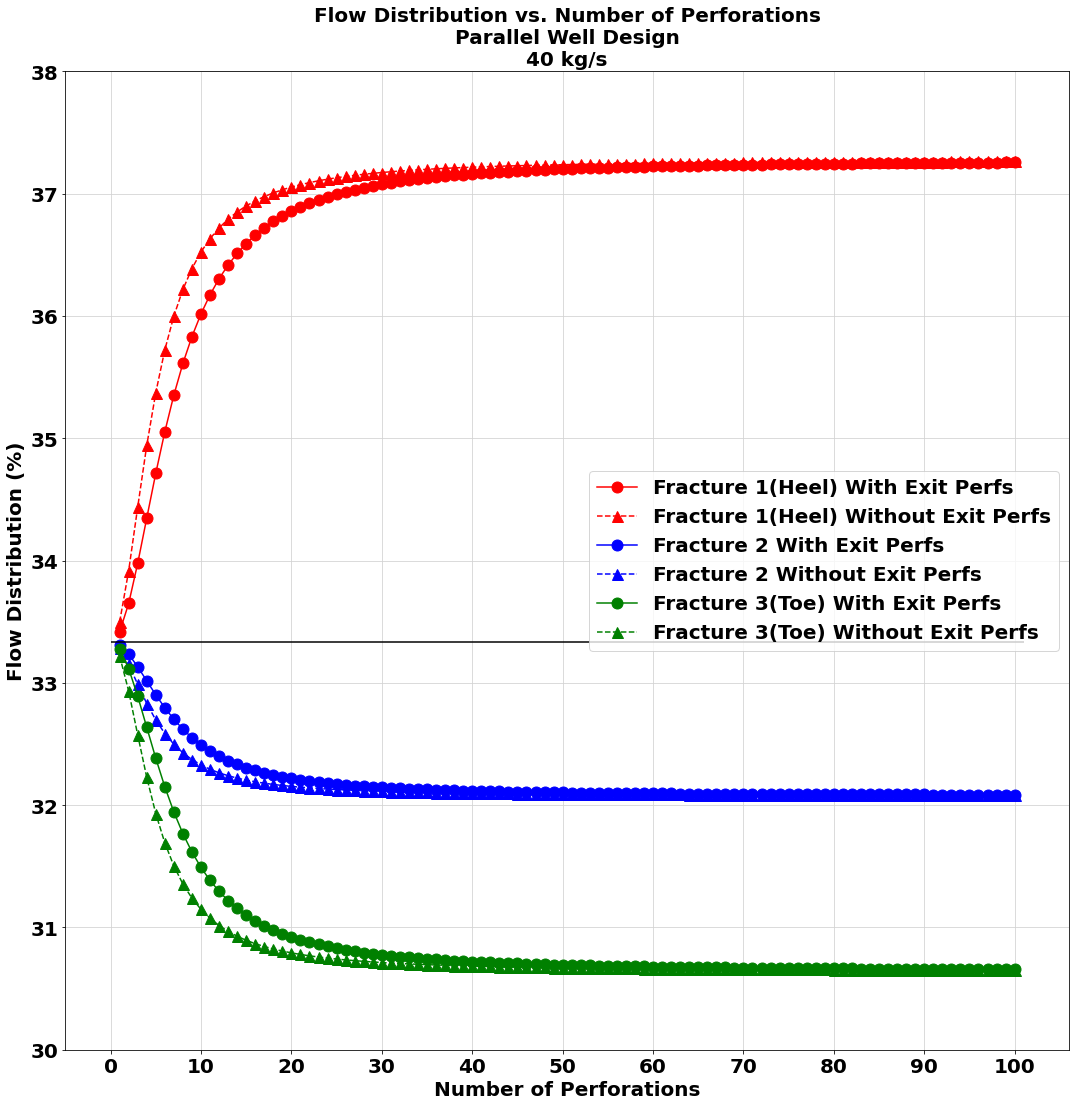 Flow Distribution vs. Number of Perforations
Parallel Well Design
40 kg/s
38
37
36
35
34
33
32
31
30
Flow Distribution (%)
Fracture 1(Heel) With Exit Perfs
Fracture 1(Heel) Without Exit Perfs
Fracture 2 With Exit Perfs
Fracture 2 Without Exit Perfs
Fracture 3(Toe) With Exit Perfs
Fracture 3(Toe) Without Exit Perfs
0 10 20 30 40 50 60 70 80 90 100
Number of Perforations